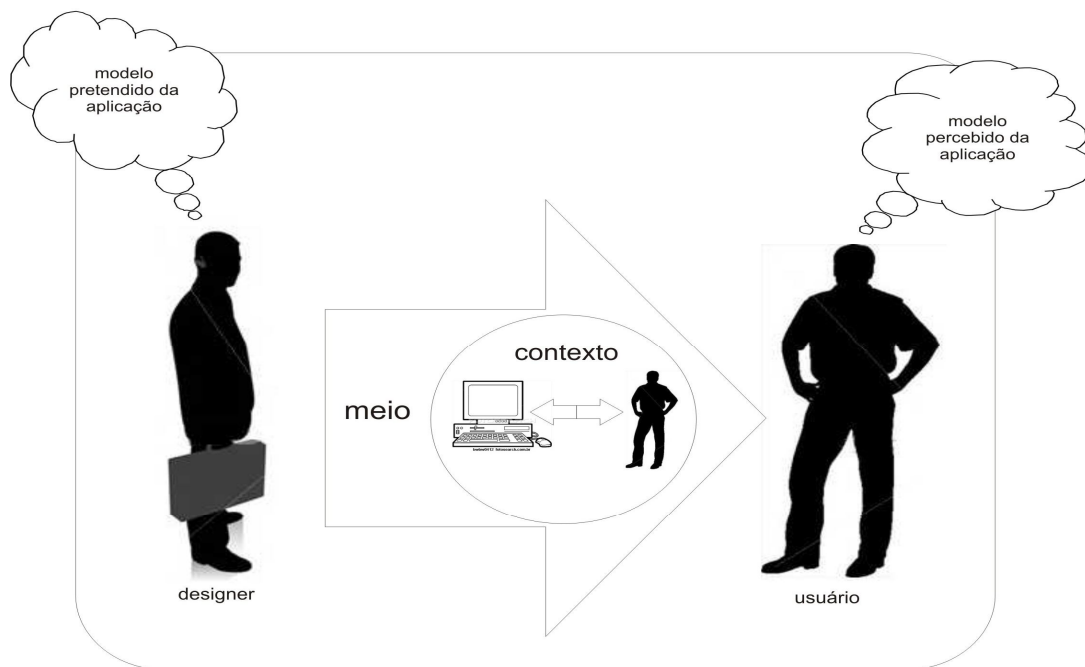 modelo
pretendido da
aplicação
modelo
percebido da
aplicação
contexto
meio
designer
usuário